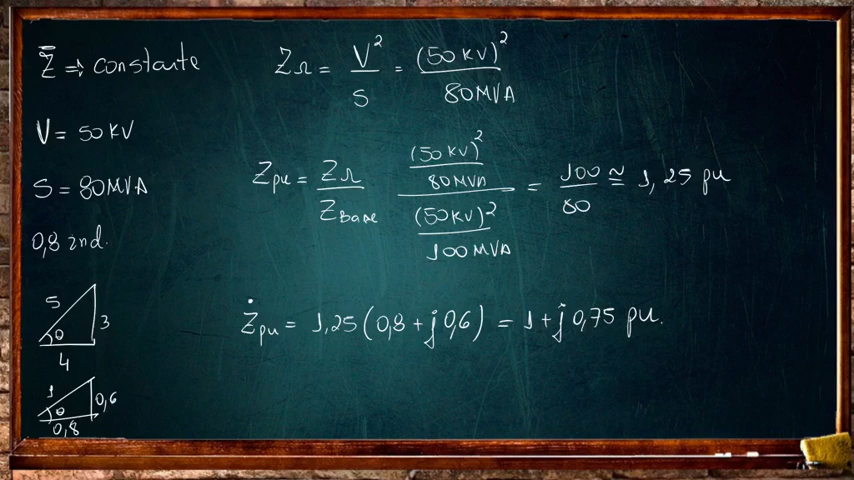 Z̄ ⇒ constante
ZΩ = V² / S = (50 KV)² / 80 MVA
V = 50 KV
Zpu = ZΩ / ZBase ((50 KV)² / 80 MVA) / ((50 KV)² / 100 MVA) = 100 / 80 ≅ 1,25 pu
S = 80 MVA
0,8 ind.
Żpu = 1,25 (0,8 + j 0,6) = 1 + j 0,75 pu.
5
3
θ
4
1
0,6
θ
0,8